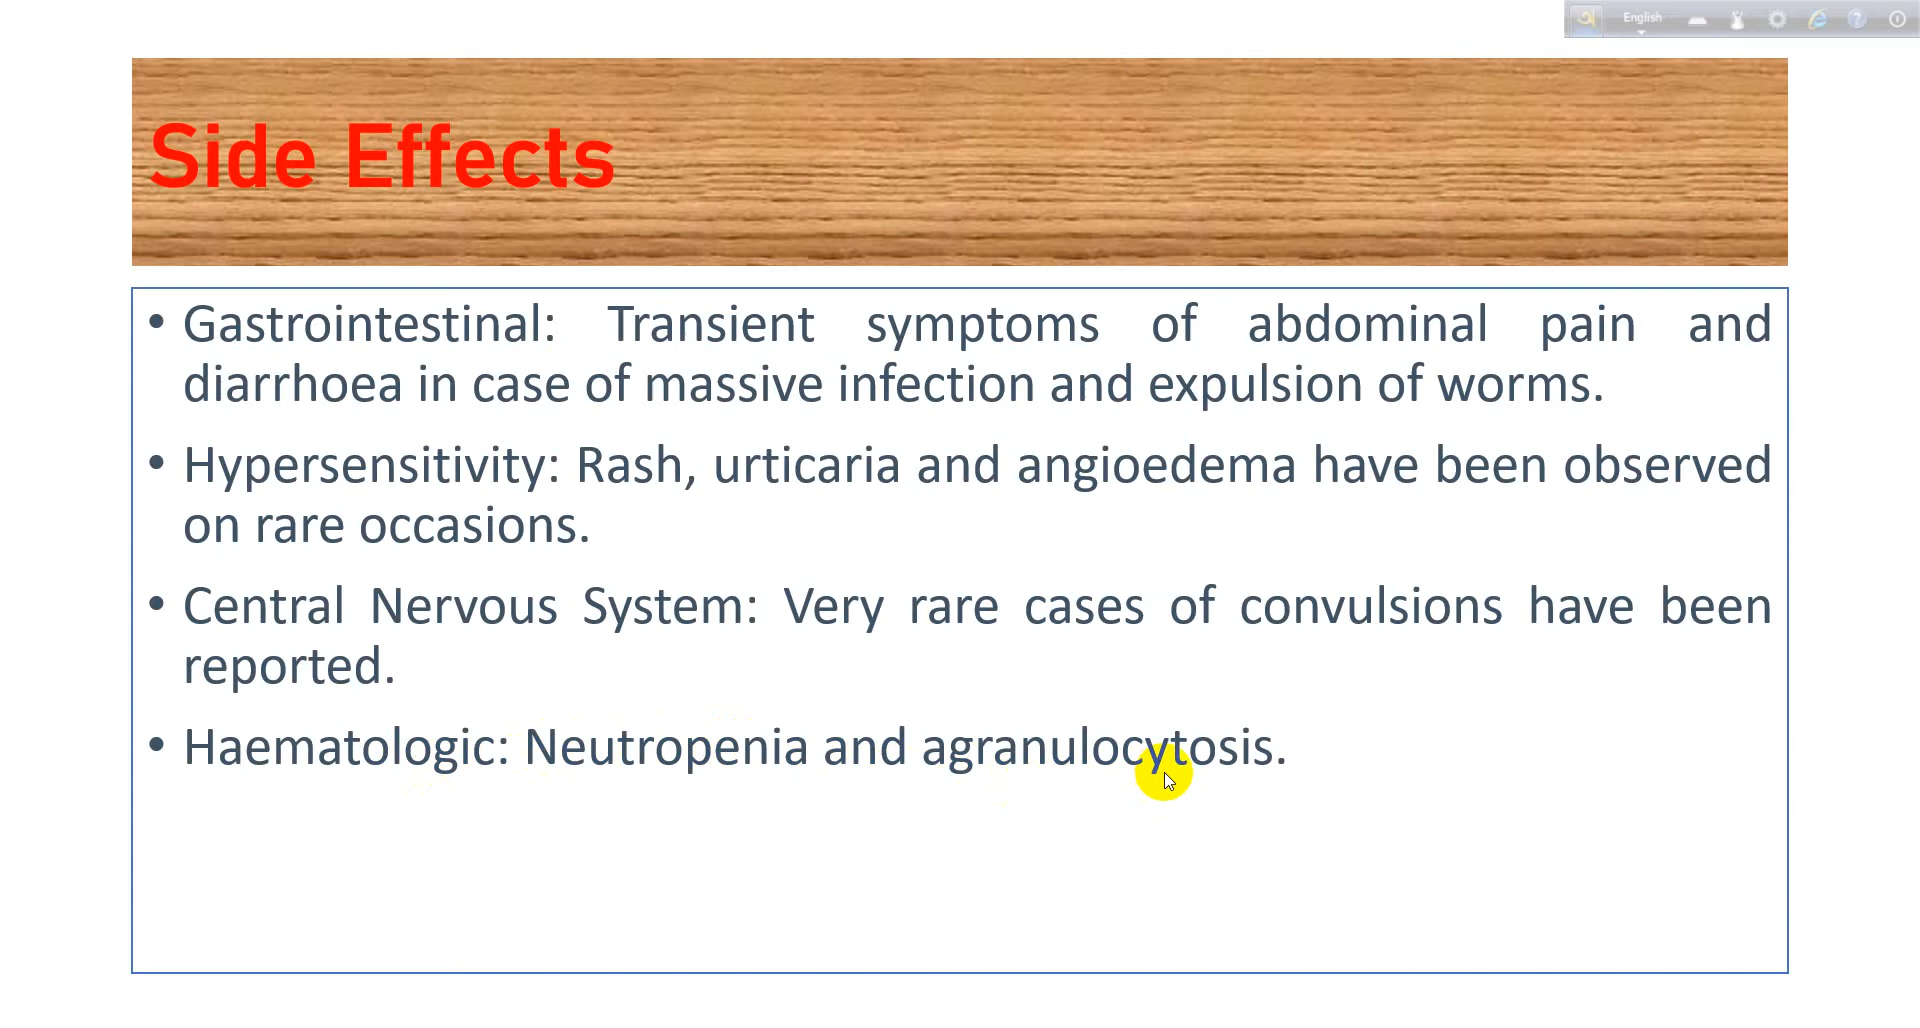 English
Side Effects
• Gastrointestinal: Transient symptoms of abdominal pain and
diarrhoea in case of massive infection and expulsion of worms.
• Hypersensitivity: Rash, urticaria and angioedema have been observed
on rare occasions.
• Central Nervous System: Very rare cases of convulsions have been
reported.
• Haematologic: Neutropenia and agranulocytosis.